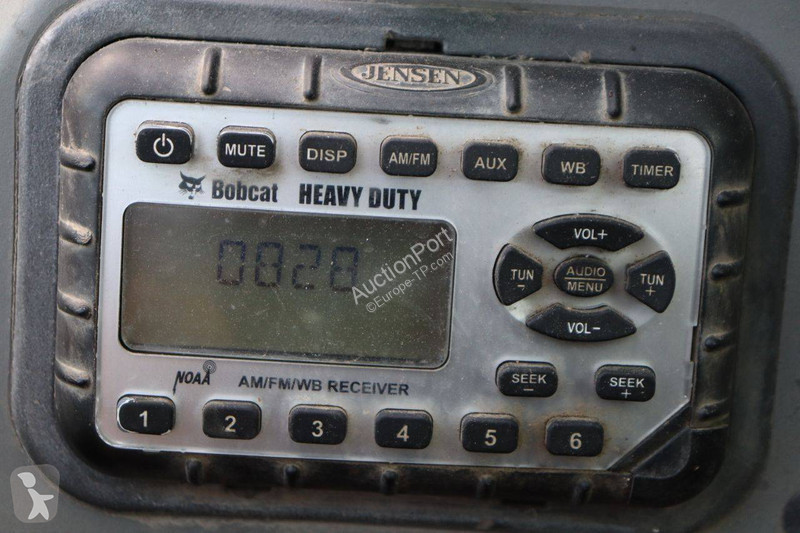 JENSEN
MUTE DISP AM/FM AUX WB TIMER
Bobcat HEAVY DUTY
0828
AuctionPort
©Europe-TP.com
VOL+
TUN - AUDIO MENU TUN +
VOL-
SEEK - SEEK +
NOAA AM/FM/WB RECEIVER
1 2 3 4 5 6